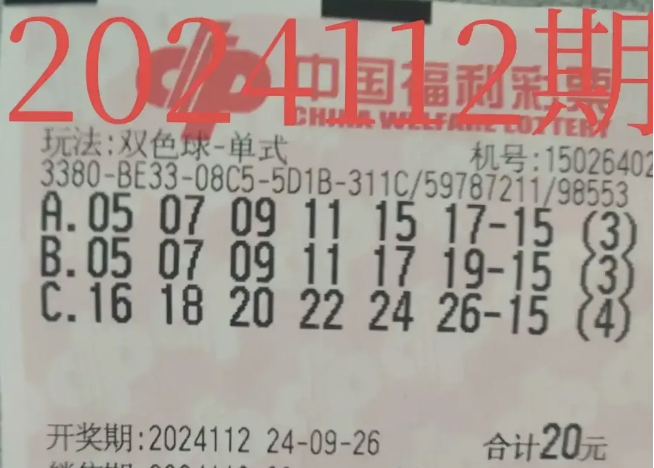 2024112期
中国福利彩票
CHINA WELFARE LOTTERY
玩法:双色球-单式
机号:15026402
3380-BE33-08C5-5D1B-311C/59787211/98553
A.05 07 09 11 15 17-15 (3)
B.05 07 09 11 17 19-15 (3)
C.16 18 20 22 24 26-15 (4)
开奖期:2024112 24-09-26 合计20元